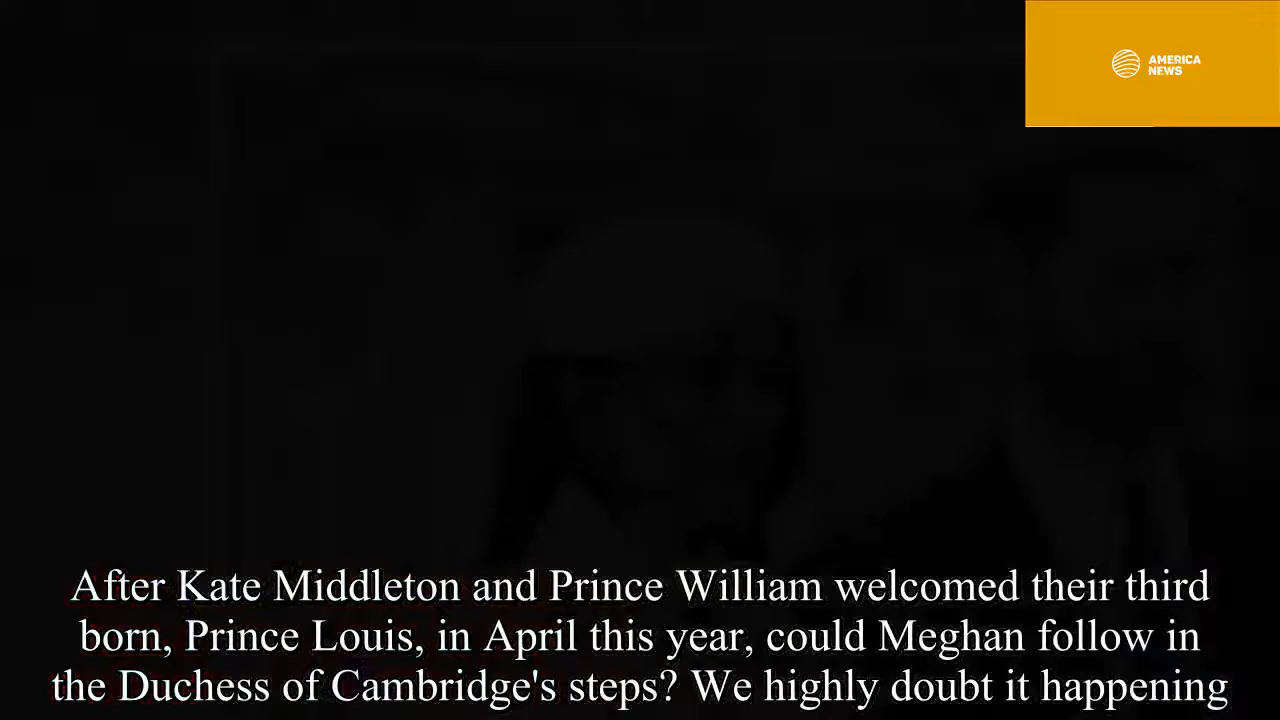 AMERICA
NEWS
After Kate Middleton and Prince William welcomed their third
born, Prince Louis, in April this year, could Meghan follow in
the Duchess of Cambridge's steps? We highly doubt it happening